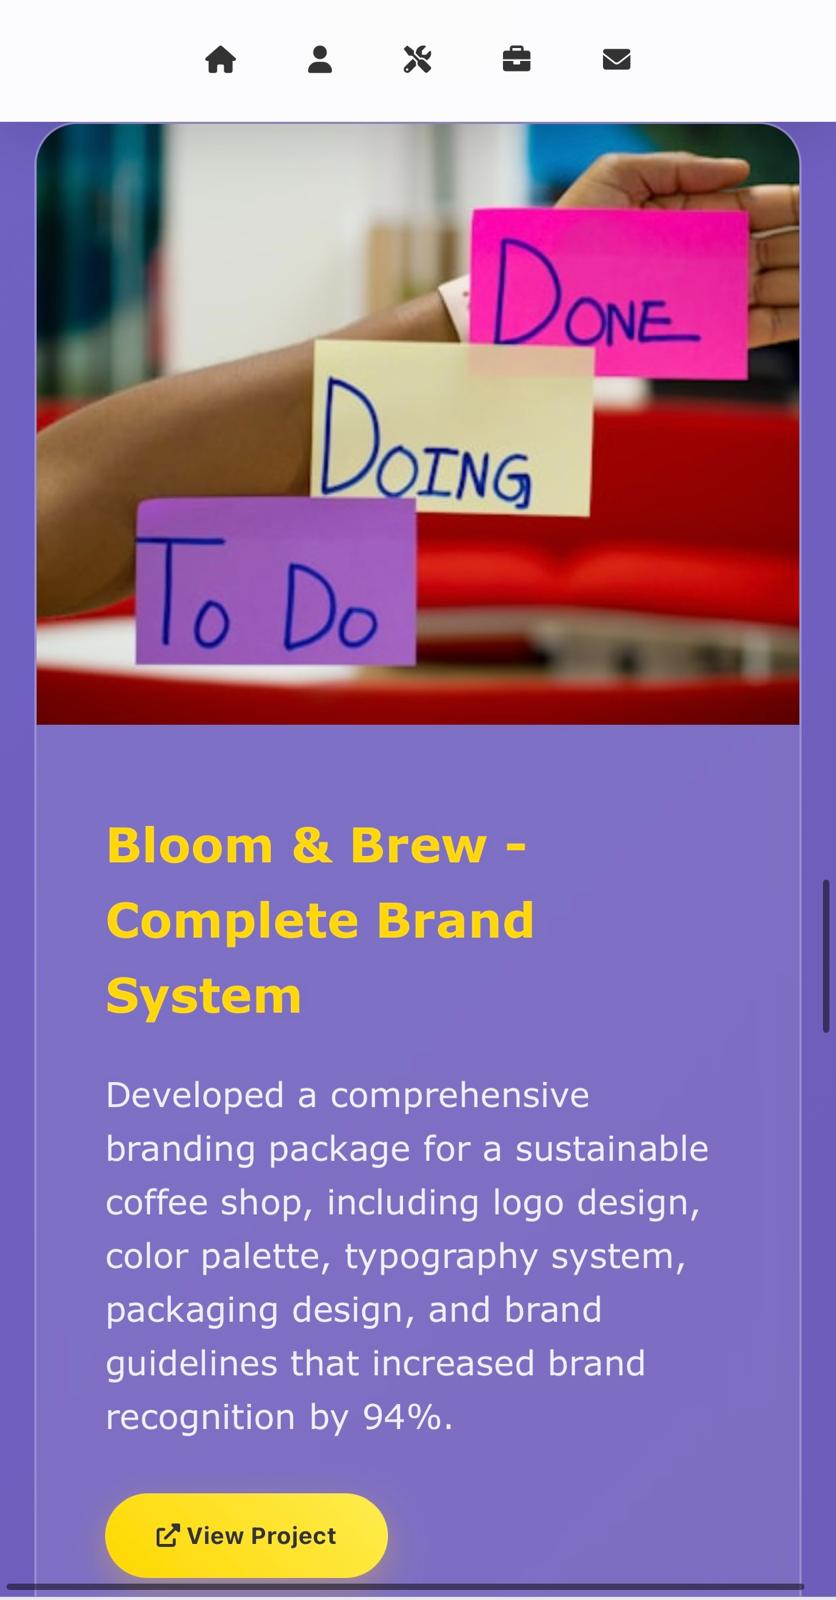 DONE
DOING
To Do
Bloom & Brew -
Complete Brand
System
Developed a comprehensive
branding package for a sustainable
coffee shop, including logo design,
color palette, typography system,
packaging design, and brand
guidelines that increased brand
recognition by 94%.
View Project